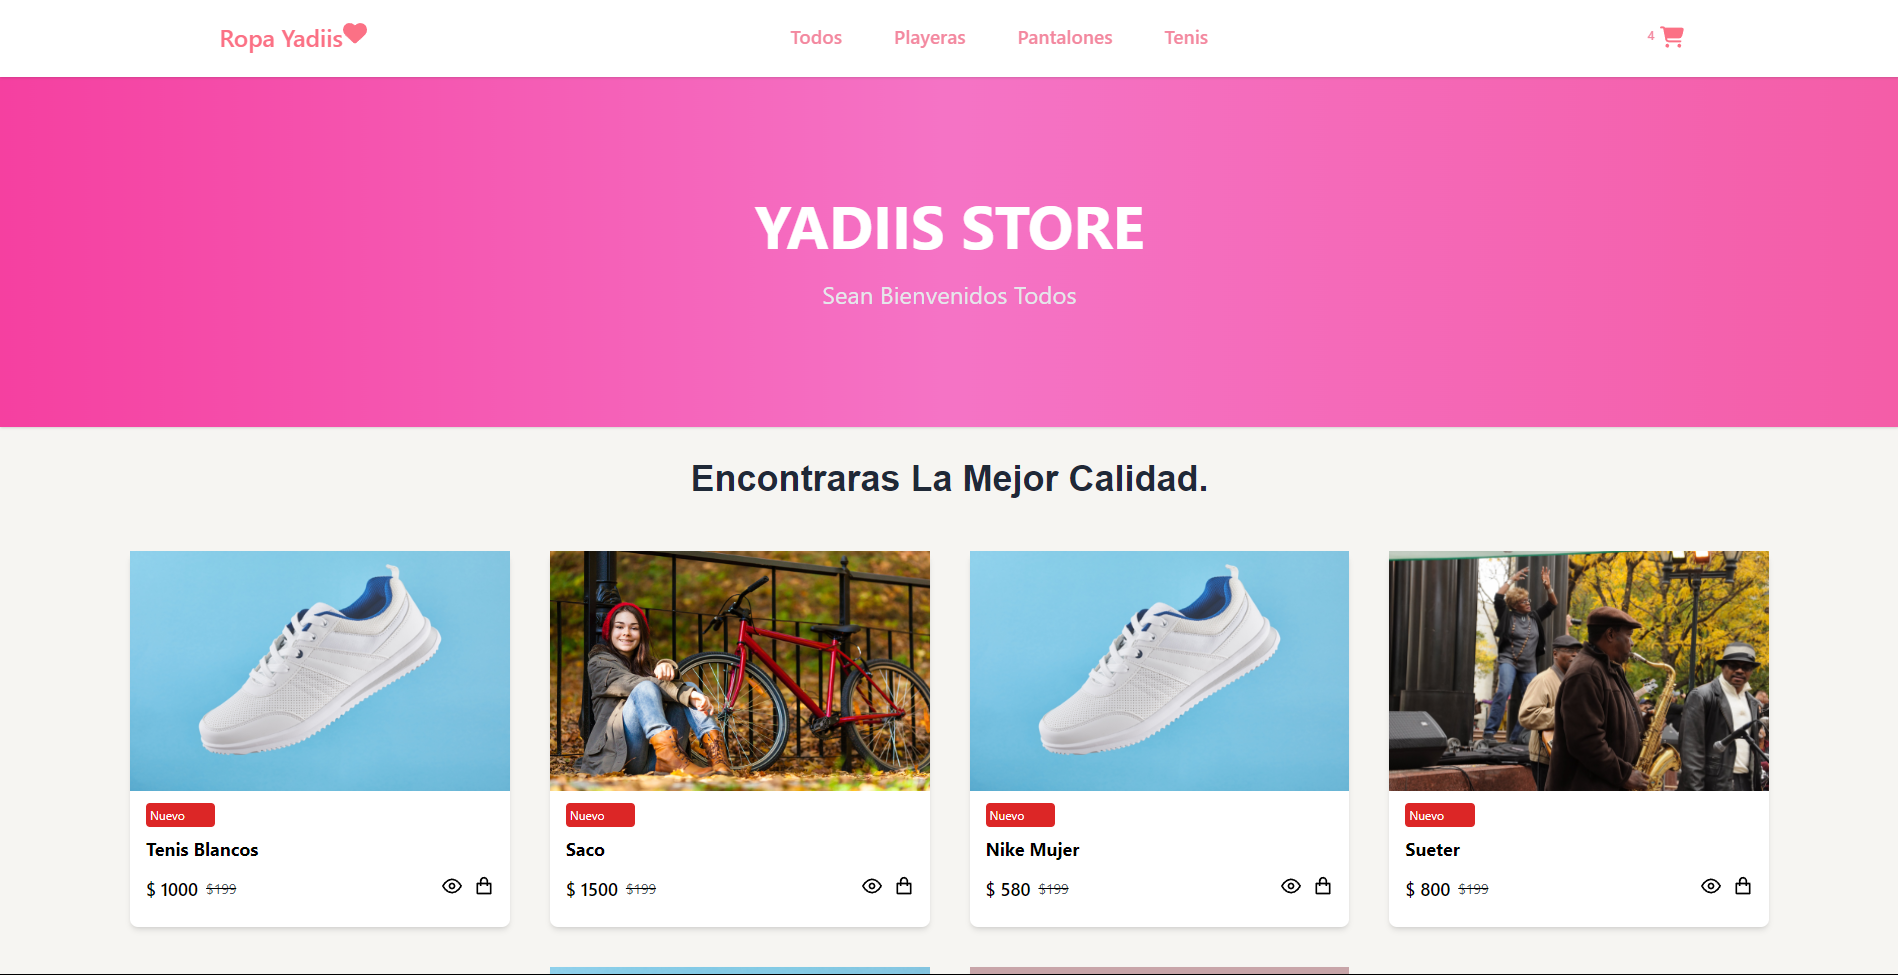 Ropa Yadiis
Todos Playeras Pantalones Tenis
4
YADIIS STORE
Sean Bienvenidos Todos
Encontraras La Mejor Calidad.
Nuevo
Tenis Blancos
$ 1000 $199
Nuevo
Saco
$ 1500 $199
Nuevo
Nike Mujer
$ 580 $199
Nuevo
Sueter
$ 800 $199